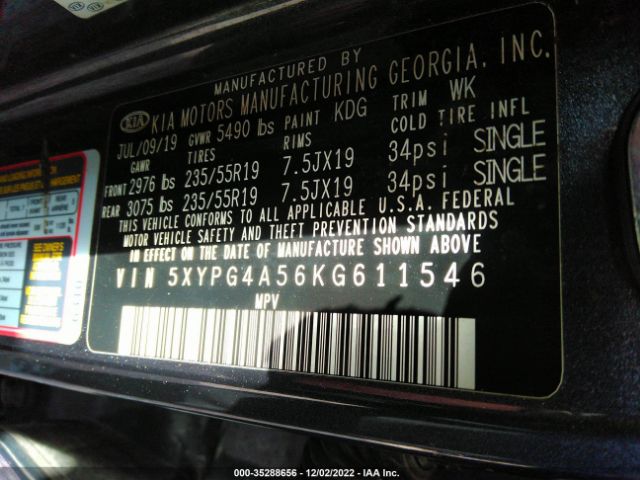 MANUFACTURED BY
KIA KIA MOTORS MANUFACTURING GEORGIA, INC.
JUL/09/19 GVWR 5490 lbs PAINT KDG TRIM WK
GAWR TIRES RIMS COLD TIRE INFL
FRONT 2976 lbs 235/55R19 7.5JX19 34psi SINGLE
REAR 3075 lbs 235/55R19 7.5JX19 34psi SINGLE
THIS VEHICLE CONFORMS TO ALL APPLICABLE U.S.A. FEDERAL
MOTOR VEHICLE SAFETY AND THEFT PREVENTION STANDARDS
IN EFFECT ON THE DATE OF MANUFACTURE SHOWN ABOVE
VIN 5XYPG4A56KG611546
MPV
SEE OWNER'S
000-35288656 - 12/02/2022 - IAA Inc.